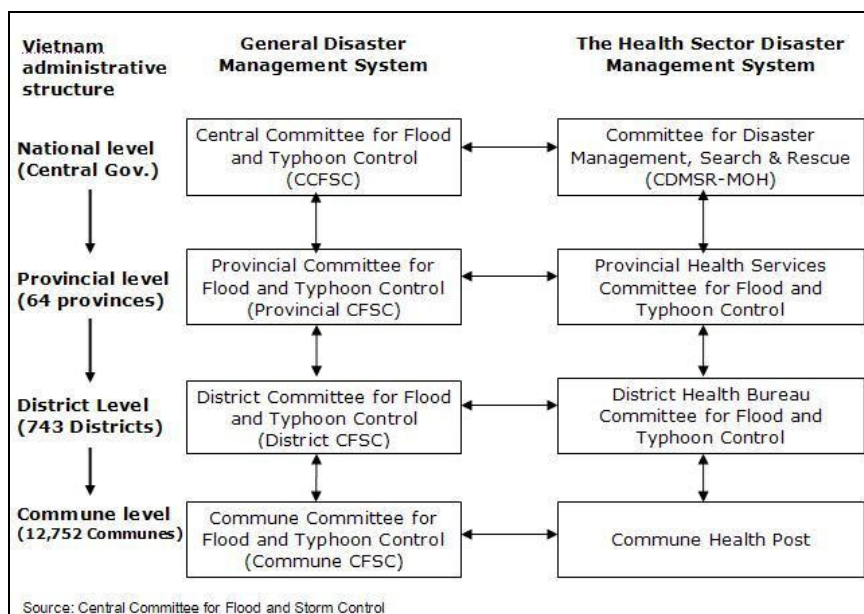 Vietnam
administrative
structure
General Disaster
Management System
The Health Sector Disaster
Management System
National level
(Central Gov.)
Central Committee for Flood
and Typhoon Control
(CCFSC)
Committee for Disaster
Management, Search & Rescue
(CDMSR-MOH)
Provincial level
(64 provinces)
Provincial Committee for
Flood and Typhoon Control
(Provincial CFSC)
Provincial Health Services
Committee for Flood and
Typhoon Control
District Level
(743 Districts)
District Committee for Flood
and Typhoon Control
(District CFSC)
District Health Bureau
Committee for Flood and
Typhoon Control
Commune level
(12,752 Communes)
Commune Committee for
Flood and Typhoon Control
(Commune CFSC)
Commune Health Post
Source: Central Committee for Flood and Storm Control